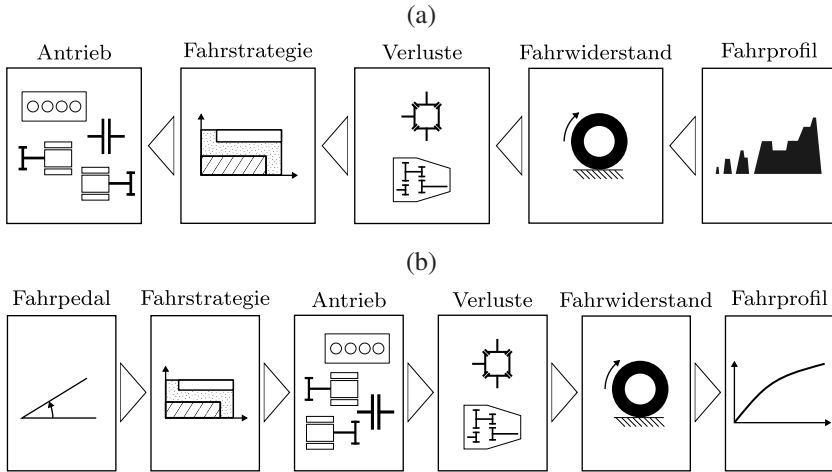 (a)
Antrieb Fahrstrategie Verluste Fahrwiderstand Fahrprofil
(b)
Fahrpedal Fahrstrategie Antrieb Verluste Fahrwiderstand Fahrprofil